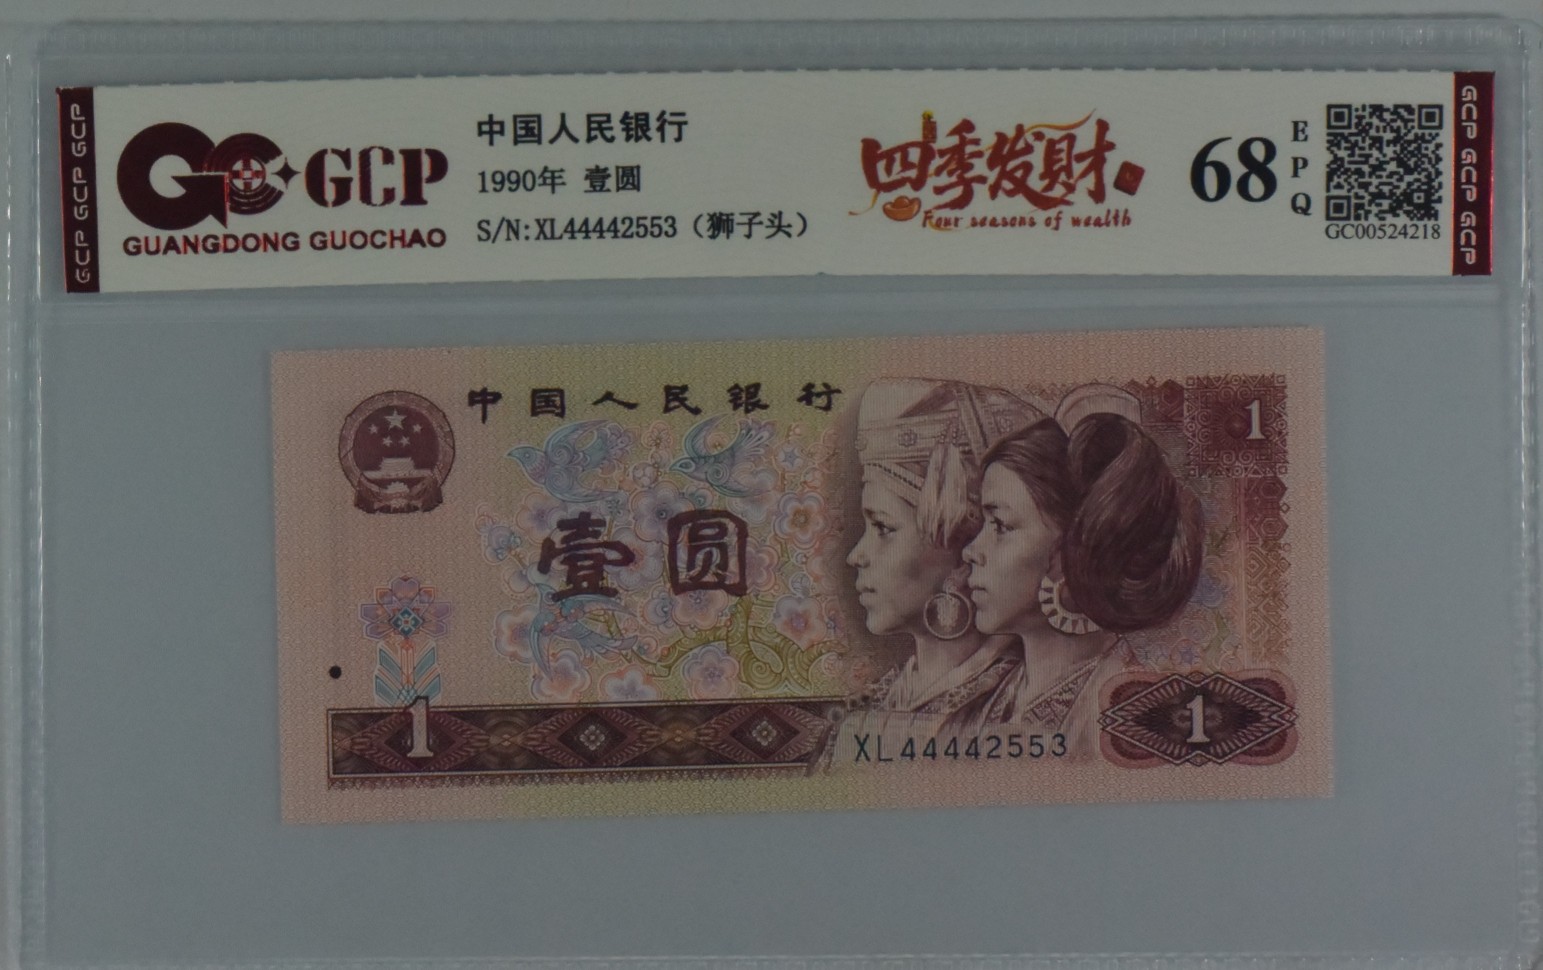 GCP GCP GCP
GCP
GUANGDONG GUOCHAO
中国人民银行
1990年 壹圆
S/N:XL44442553（狮子头）
四季发财
Four seasons of wealth
68
EPQ
GC00524218
GCP GCP GCP
中国人民银行
1
壹圆
1
XL44442553
1